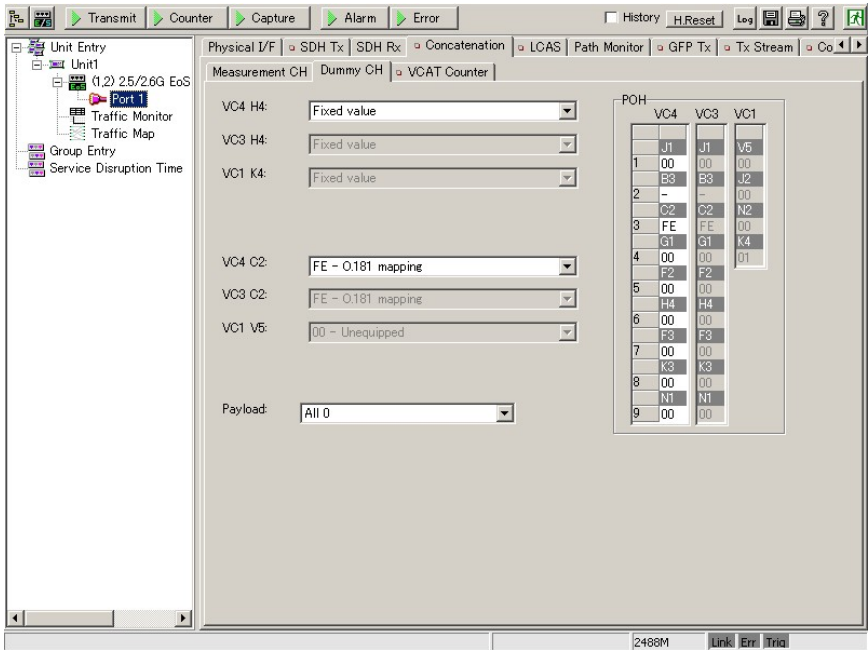 Transmit Counter Capture Alarm Error History H.Reset Log ?
Unit Entry
Unit1
(1,2) 2.5/2.6G EoS
Port 1
Traffic Monitor
Traffic Map
Group Entry
Service Disruption Time
Physical I/F SDH Tx SDH Rx Concatenation LCAS Path Monitor GFP Tx Tx Stream Co
Measurement CH Dummy CH VCAT Counter
VC4 H4: Fixed value
VC3 H4: Fixed value
VC1 K4: Fixed value
VC4 C2: FE - O.181 mapping
VC3 C2: FE - O.181 mapping
VC1 V5: 00 - Unequipped
Payload: All 0
POH
VC4 VC3 VC1
J1 J1 V5
1 00 00 00
B3 B3 J2
2 - - 00
C2 C2 N2
3 FE FE 00
G1 G1 K4
4 00 00 01
F2 F2
5 00 00
H4 H4
6 00 00
F3 F3
7 00 00
K3 K3
8 00 00
N1 N1
9 00 00
2488M Link Err Trig